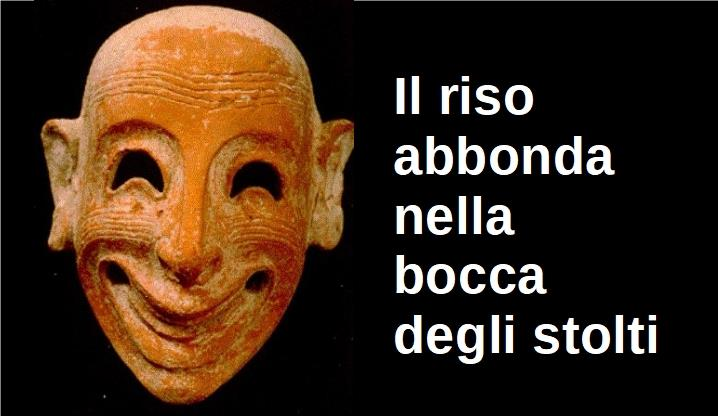 Il riso
abbonda
nella
bocca
degli stolti